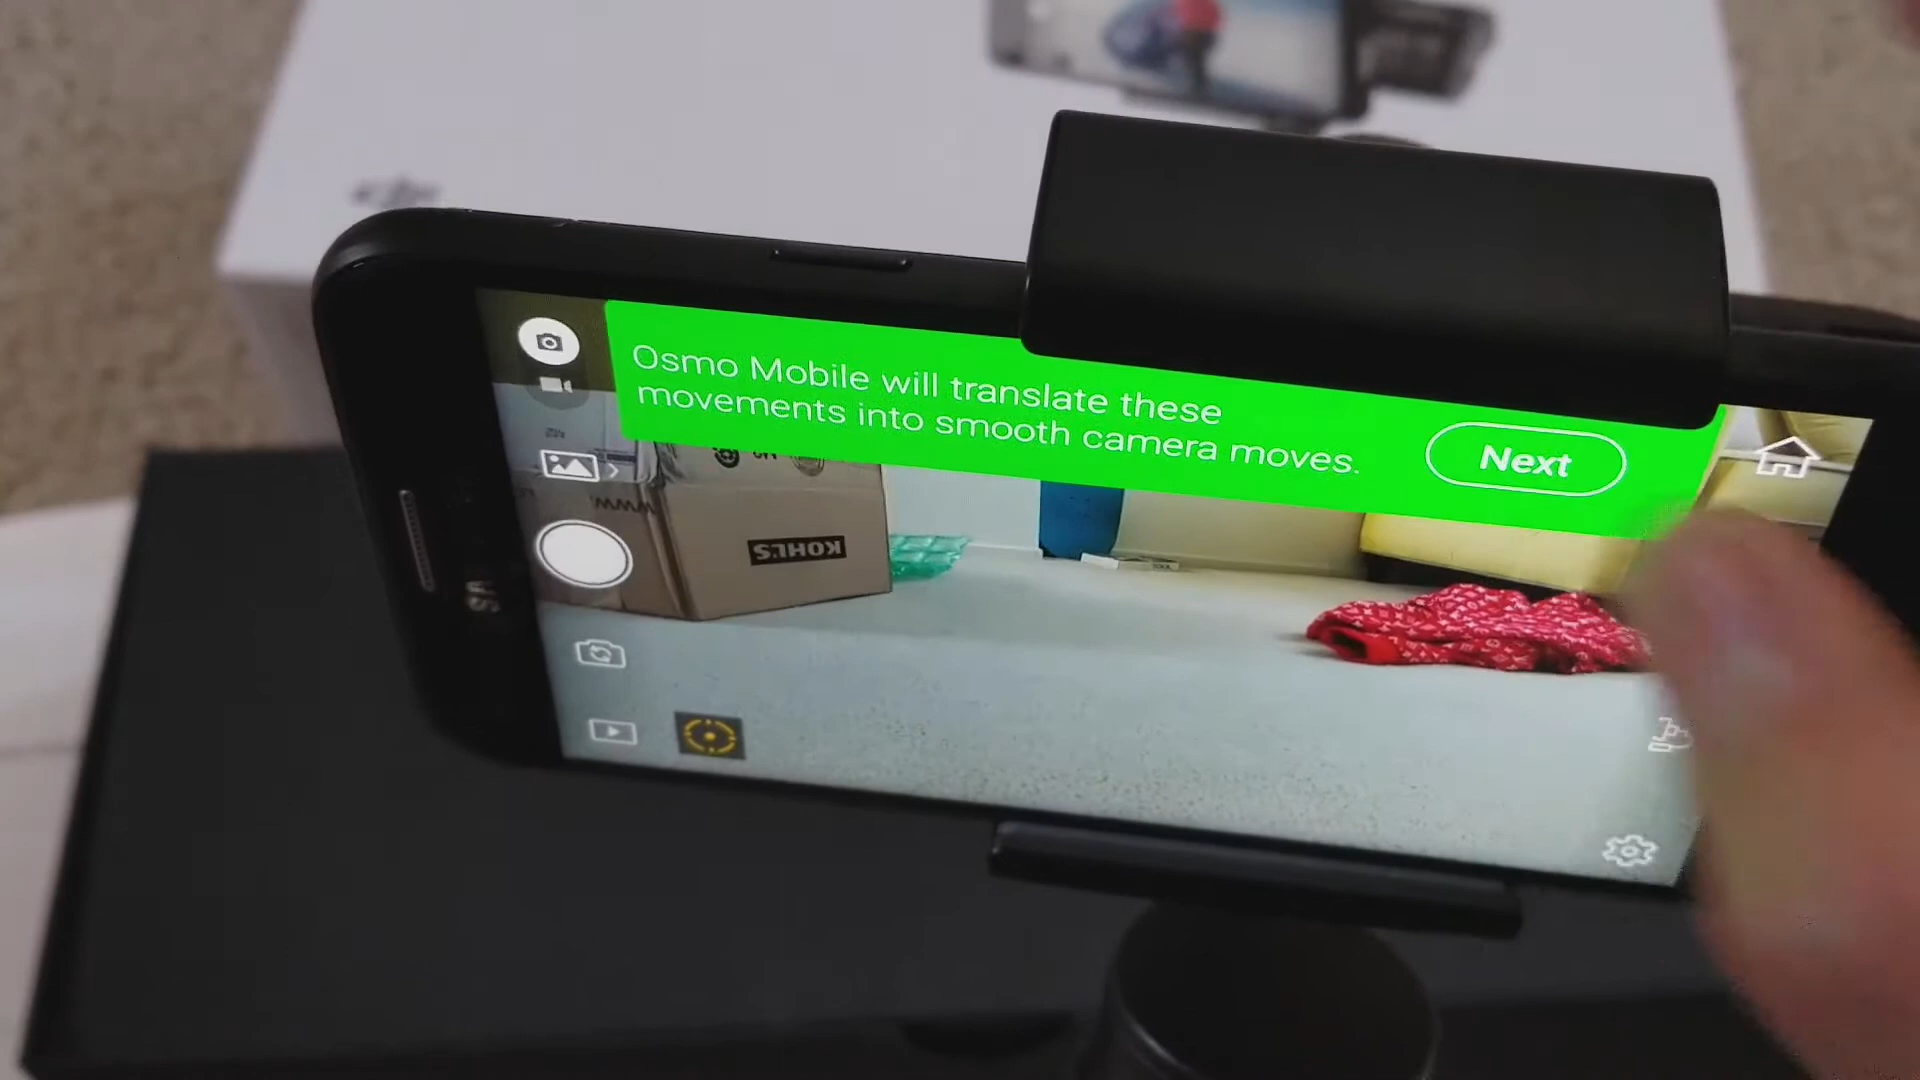 Osmo Mobile will translate these
movements into smooth camera moves.
Next
KOHL'S